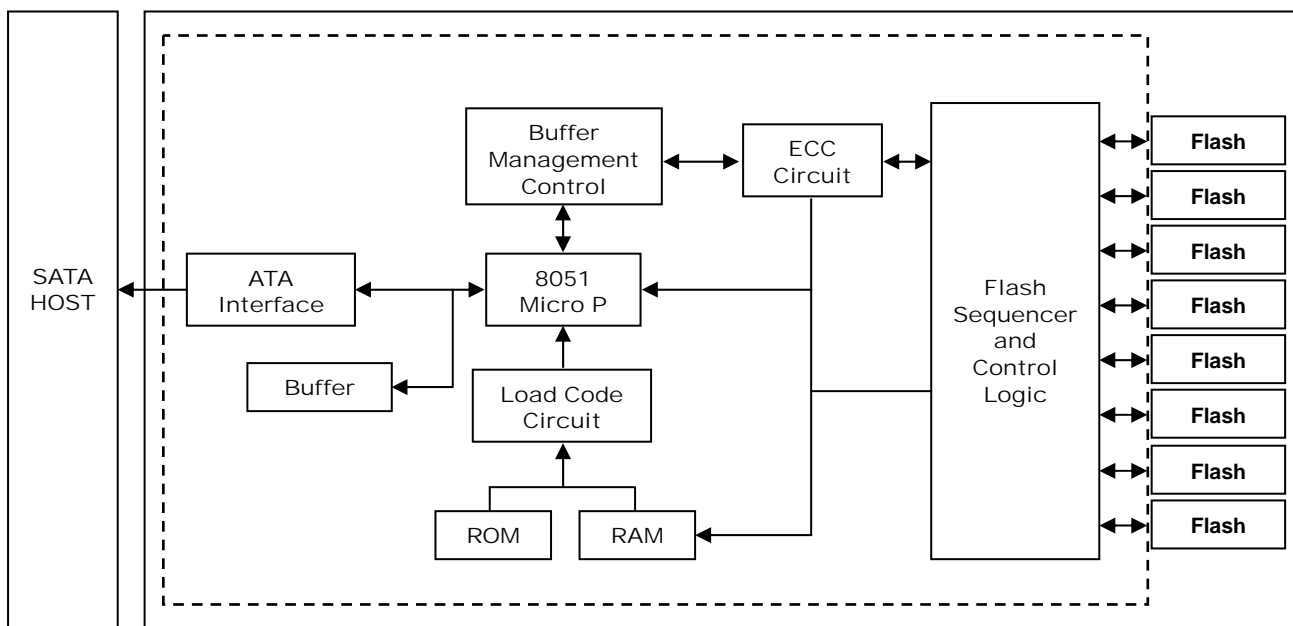 SATA
HOST
ATA
Interface
Buffer
Buffer
Management
Control
8051
Micro P
Load Code
Circuit
ROM
RAM
ECC
Circuit
Flash
Sequencer
and
Control
Logic
Flash
Flash
Flash
Flash
Flash
Flash
Flash
Flash